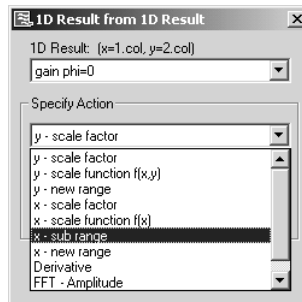 1D Result from 1D Result
1D Result: (x=1.col, y=2.col)
gain phi=0
Specify Action
y - scale factor
y - scale factor
y - scale function f(x,y)
y - new range
x - scale factor
x - scale function f(x)
x - sub range
x - new range
Derivative
FFT - Amplitude